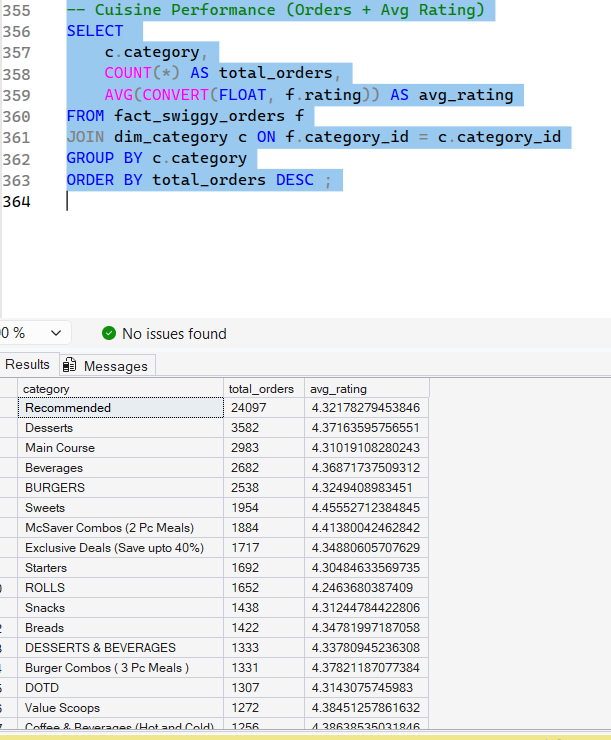 355 -- Cuisine Performance (Orders + Avg Rating)
356 SELECT
357 c.category,
358 COUNT(*) AS total_orders,
359 AVG(CONVERT(FLOAT, f.rating)) AS avg_rating
360 FROM fact_swiggy_orders f
361 JOIN dim_category c ON f.category_id = c.category_id
362 GROUP BY c.category
363 ORDER BY total_orders DESC ;
364
0 % No issues found
Results Messages
category total_orders avg_rating
Recommended 24097 4.32178279453846
Desserts 3582 4.37163595756551
Main Course 2983 4.31019108280243
Beverages 2682 4.36871737509312
BURGERS 2538 4.3249408983451
Sweets 1954 4.45552712384845
McSaver Combos (2 Pc Meals) 1884 4.41380042462842
Exclusive Deals (Save upto 40%) 1717 4.34880605707629
Starters 1692 4.30484633569735
ROLLS 1652 4.2463680387409
Snacks 1438 4.31244784422806
Breads 1422 4.34781997187058
DESSERTS & BEVERAGES 1333 4.33780945236308
Burger Combos ( 3 Pc Meals ) 1331 4.37821187077384
DOTD 1307 4.3143075745983
Value Scoops 1272 4.38451257861632
Coffee & Beverages (Hot and Cold) 1256 4.38638535031846